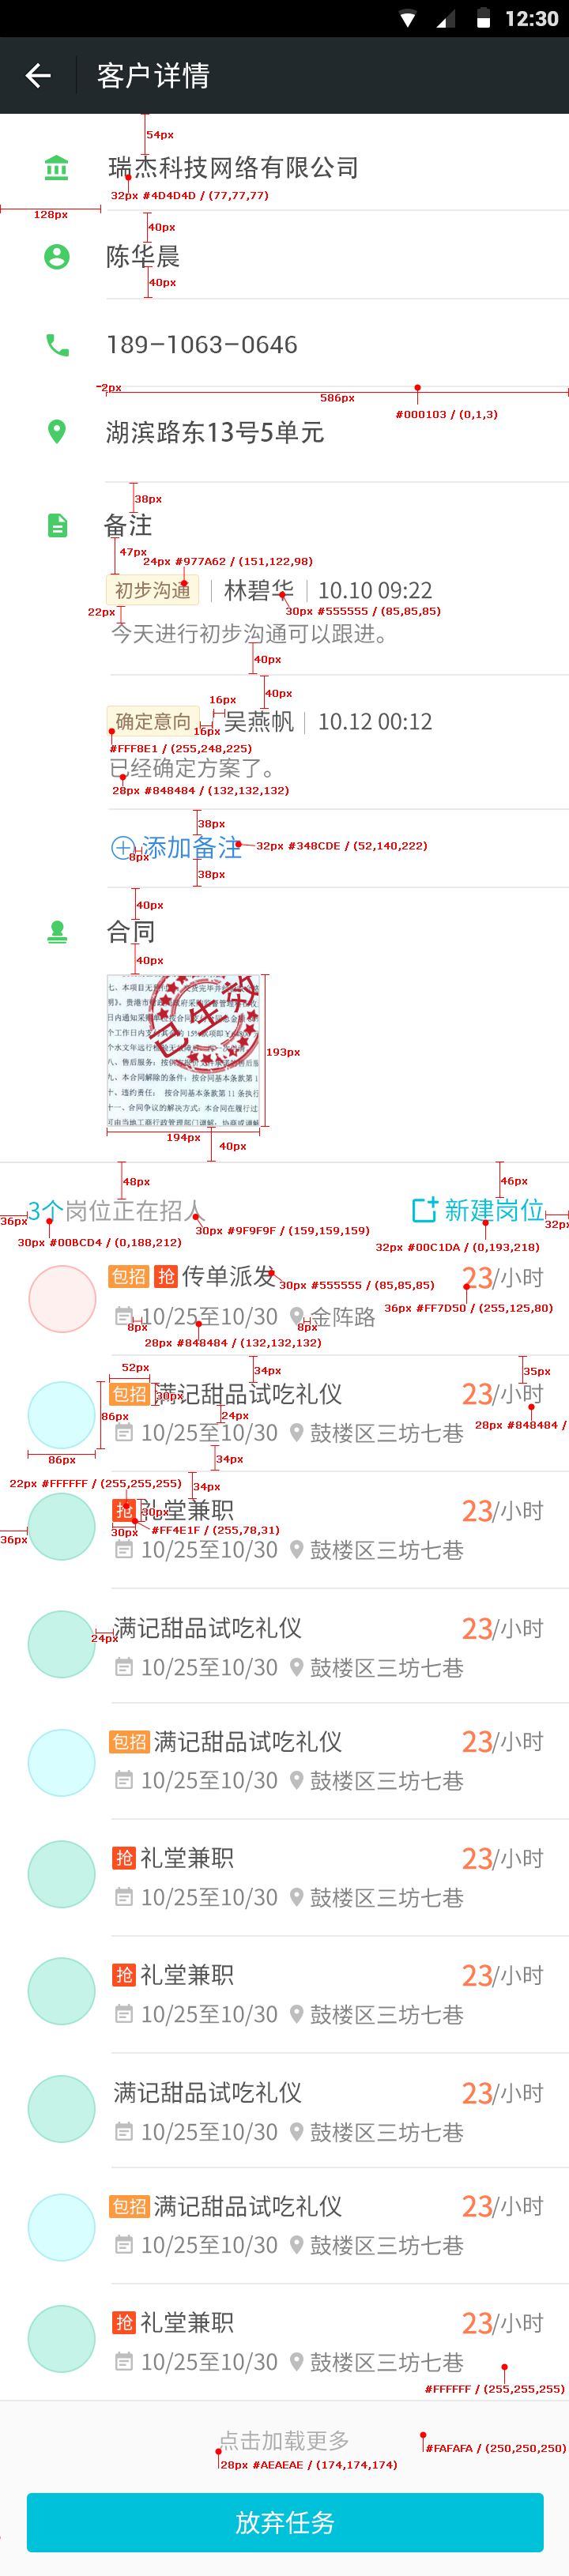 12:30
客户详情
54px
瑞杰科技网络有限公司
32px #4D4D4D / (77,77,77)
128px
40px
陈华晨
40px
189-1063-0646
2px
586px
#000103 / (0,1,3)
湖滨路东13号5单元
38px
备注
47px
24px #977A62 / (151,122,98)
初步沟通 林碧华 10.10 09:22
22px
30px #555555 / (85,85,85)
今天进行初步沟通可以跟进。
40px
40px
16px
确定意向 吴燕帆 10.12 00:12
16px
#FFF8E1 / (255,248,225)
已经确定方案了。
28px #848484 / (132,132,132)
38px
添加备注
32px #348CDE / (52,140,222)
8px
38px
40px
合同
40px
193px
194px
40px
48px
46px
36px
3个岗位正在招人
新建岗位
32px
30px #9F9F9F / (159,159,159)
30px #00BCD4 / (0,188,212)
32px #00C1DA / (0,193,218)
包招 抢 传单派发 23/小时
30px #555555 / (85,85,85)
36px #FF7D50 / (255,125,80)
10/25至10/30 金阵路
8px
8px
28px #848484 / (132,132,132)
52px
34px
35px
包招 满记甜品试吃礼仪 23/小时
30px
86px
24px
28px #848484 /
10/25至10/30 鼓楼区三坊七巷
86px
34px
22px #FFFFFF / (255,255,255)
34px
抢 礼堂兼职 23/小时
30px
36px
30px
#FF4E1F / (255,78,31)
10/25至10/30 鼓楼区三坊七巷
满记甜品试吃礼仪 23/小时
24px
10/25至10/30 鼓楼区三坊七巷
包招 满记甜品试吃礼仪 23/小时
10/25至10/30 鼓楼区三坊七巷
抢 礼堂兼职 23/小时
10/25至10/30 鼓楼区三坊七巷
抢 礼堂兼职 23/小时
10/25至10/30 鼓楼区三坊七巷
满记甜品试吃礼仪 23/小时
10/25至10/30 鼓楼区三坊七巷
包招 满记甜品试吃礼仪 23/小时
10/25至10/30 鼓楼区三坊七巷
抢 礼堂兼职 23/小时
10/25至10/30 鼓楼区三坊七巷
#FFFFFF / (255,255,255)
点击加载更多
#FAFAFA / (250,250,250)
28px #AEAEAE / (174,174,174)
放弃任务